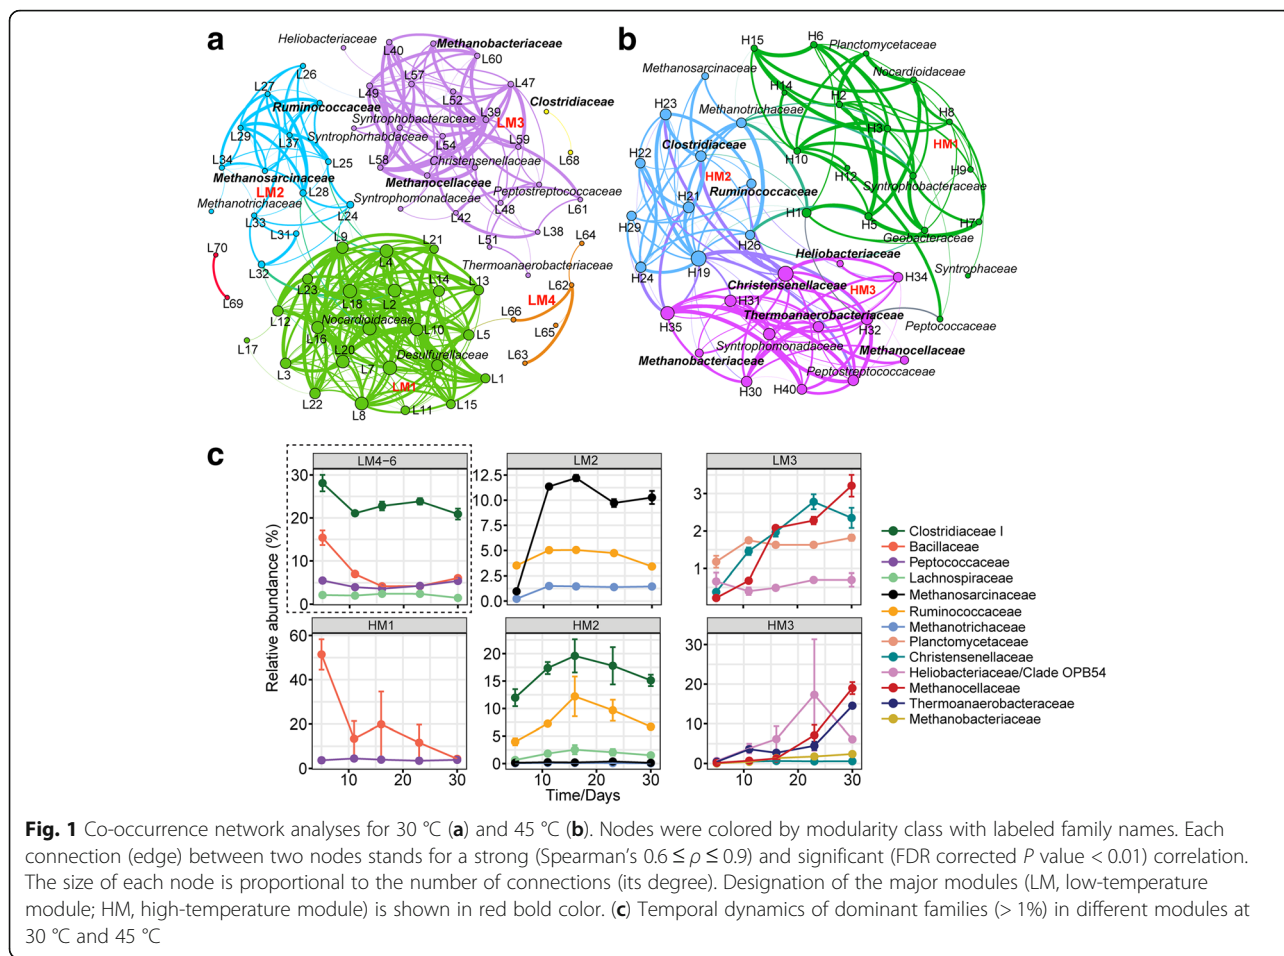 a
Heliobacteriaceae
L40
Methanobacteriaceae
L60
L26
L27
L57
L47
L49
L52
Clostridiaceae
Ruminococcaceae
L39
Syntrophobacteraceae
LM3
L29
L37
Syntrophorhabdaceae
L54
L59
L68
L34
L25
L58
Christensenellaceae
Methanosarcinaceae
Methanocellaceae
LM2
L28
Peptostreptococcaceae
Methanotrichaceae
Syntrophomonadaceae
L48
L61
L24
L42
L33
L31
L38
L64
L70
L9
L21
L51
L4
L32
Thermoanaerobacteriaceae
L23
L14
L13
L62
L69
L18
L2
LM4
L12
Nocardioidaceae
L66
L16
L10
L5
L65
L17
L20
Desulfurellaceae
L63
L3
L7
L1
LM1
L22
L8
L11
L15
b
H15
H6
Planctomycetaceae
Methanosarcinaceae
Nocardioidaceae
H14
H2
H23
Methanotrichaceae
H8
H3
Clostridiaceae
HM1
H22
H10
H9
HM2
H12
Ruminococcaceae
Syntrophobacteraceae
H21
H1
H29
H5
H7
H26
Geobacteraceae
Heliobacteriaceae
H24
H19
Syntrophaceae
Christensenellaceae
H34
HM3
H31
Thermoanaerobacteriaceae
H35
H32
Peptococcaceae
Syntrophomonadaceae
Methanobacteriaceae
Methanocellaceae
Peptostreptococcaceae
H30
H40
c
LM4−6
LM2
LM3
30
20
10
0
12.5
10.0
7.5
5.0
2.5
0.0
3
2
1
Relative abundance (%)
HM1
HM2
HM3
60
40
20
0
20
15
10
5
0
30
20
10
0
10 20 30
10 20 30
10 20 30
Time/Days
Clostridiaceae I
Bacillaceae
Peptococcaceae
Lachnospiraceae
Methanosarcinaceae
Ruminococcaceae
Methanotrichaceae
Planctomycetaceae
Christensenellaceae
Heliobacteriaceae/Clade OPB54
Methanocellaceae
Thermoanaerobacteraceae
Methanobacteriaceae
Fig. 1 Co-occurrence network analyses for 30 °C (a) and 45 °C (b). Nodes were colored by modularity class with labeled family names. Each
connection (edge) between two nodes stands for a strong (Spearman's 0.6 ≤ ρ ≤ 0.9) and significant (FDR corrected P value < 0.01) correlation.
The size of each node is proportional to the number of connections (its degree). Designation of the major modules (LM, low-temperature
module; HM, high-temperature module) is shown in red bold color. (c) Temporal dynamics of dominant families (> 1%) in different modules at
30 °C and 45 °C